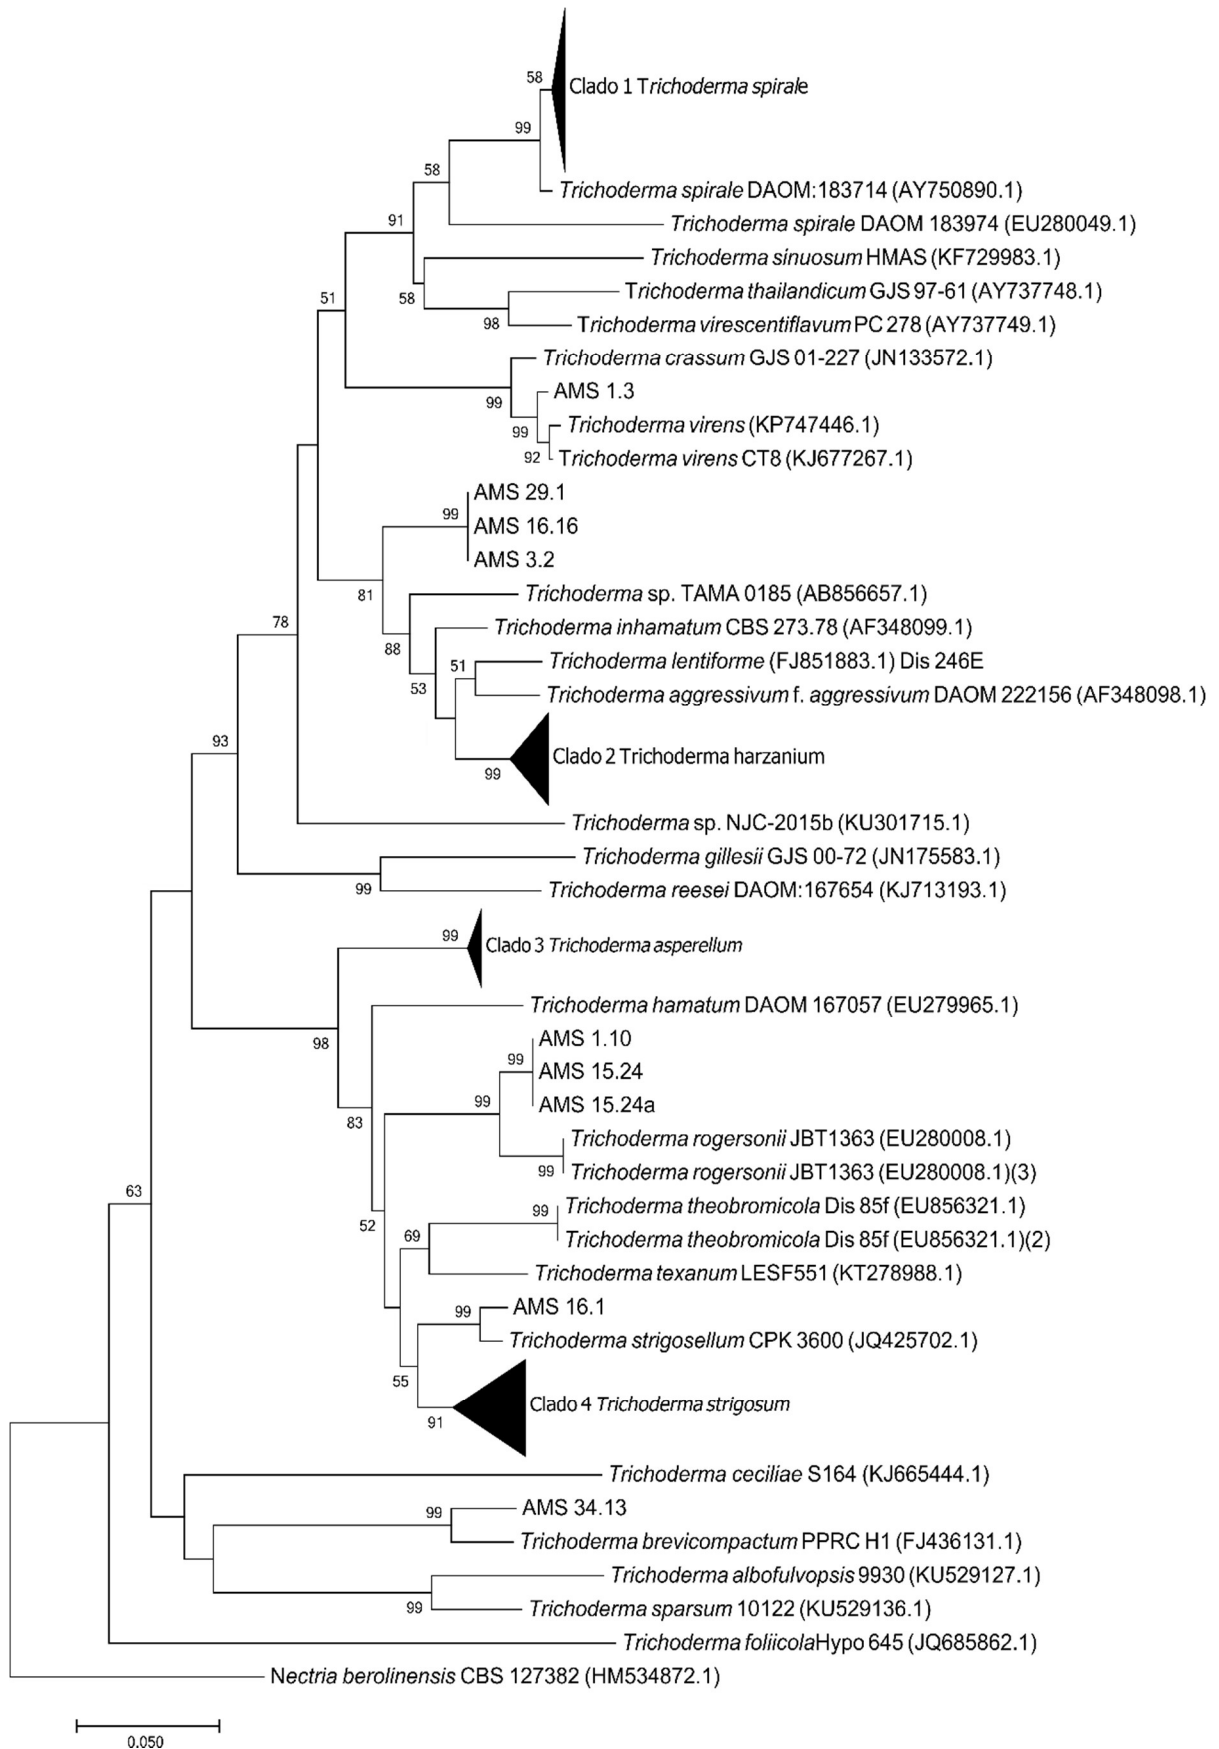 58
Clado 1 Trichoderma spirale
99
58
Trichoderma spirale DAOM:183714 (AY750890.1)
91
Trichoderma spirale DAOM 183974 (EU280049.1)
Trichoderma sinuosum HMAS (KF729983.1)
51
58
Trichoderma thailandicum GJS 97-61 (AY737748.1)
98
Trichoderma virescentiflavum PC 278 (AY737749.1)
Trichoderma crassum GJS 01-227 (JN133572.1)
99
AMS 1.3
99
Trichoderma virens (KP747446.1)
92
Trichoderma virens CT8 (KJ677267.1)
AMS 29.1
99
AMS 16.16
AMS 3.2
81
Trichoderma sp. TAMA 0185 (AB856657.1)
78
Trichoderma inhamatum CBS 273.78 (AF348099.1)
88
51
Trichoderma lentiforme (FJ851883.1) Dis 246E
53
Trichoderma aggressivum f. aggressivum DAOM 222156 (AF348098.1)
93
Clado 2 Trichoderma harzanium
99
Trichoderma sp. NJC-2015b (KU301715.1)
Trichoderma gillesii GJS 00-72 (JN175583.1)
99
Trichoderma reesei DAOM:167654 (KJ713193.1)
99
Clado 3 Trichoderma asperellum
Trichoderma hamatum DAOM 167057 (EU279965.1)
98
AMS 1.10
99
AMS 15.24
99
AMS 15.24a
83
Trichoderma rogersonii JBT1363 (EU280008.1)
99
Trichoderma rogersonii JBT1363 (EU280008.1)(3)
63
Trichoderma theobromicola Dis 85f (EU856321.1)
99
52
69
Trichoderma theobromicola Dis 85f (EU856321.1)(2)
Trichoderma texanum LESF551 (KT278988.1)
99
AMS 16.1
Trichoderma strigosellum CPK 3600 (JQ425702.1)
55
Clado 4 Trichoderma strigosum
91
Trichoderma ceciliae S164 (KJ665444.1)
99
AMS 34.13
Trichoderma brevicompactum PPRC H1 (FJ436131.1)
Trichoderma albofulvopsis 9930 (KU529127.1)
99
Trichoderma sparsum 10122 (KU529136.1)
Trichoderma foliicolaHypo 645 (JQ685862.1)
Nectria berolinensis CBS 127382 (HM534872.1)
0.050